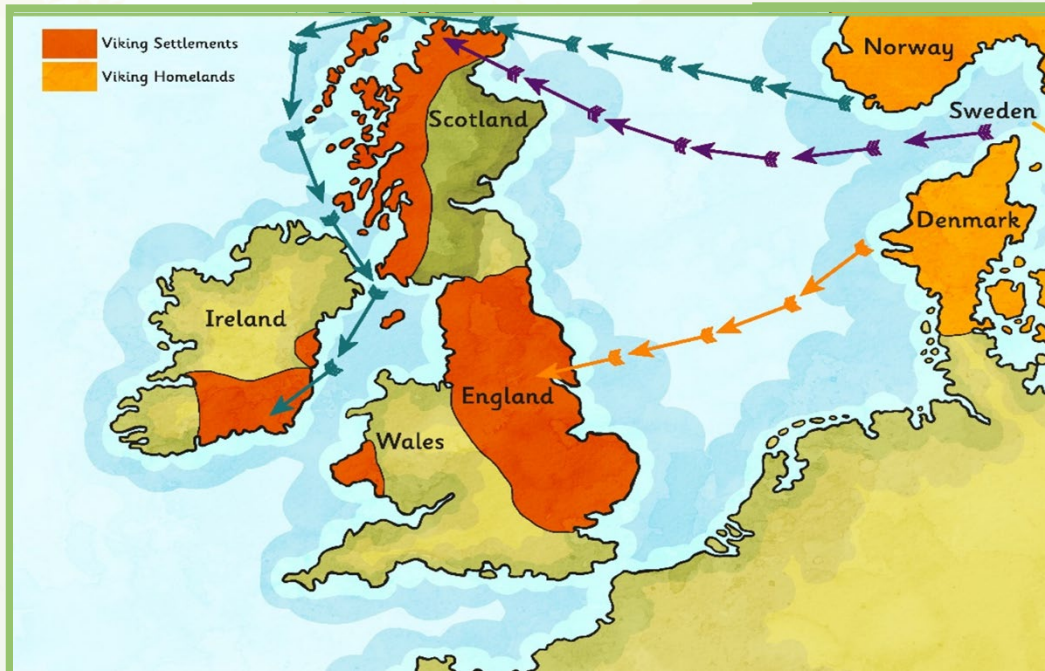 Viking Settlements
Viking Homelands
Norway
Sweden
Scotland
Denmark
Ireland
England
Wales